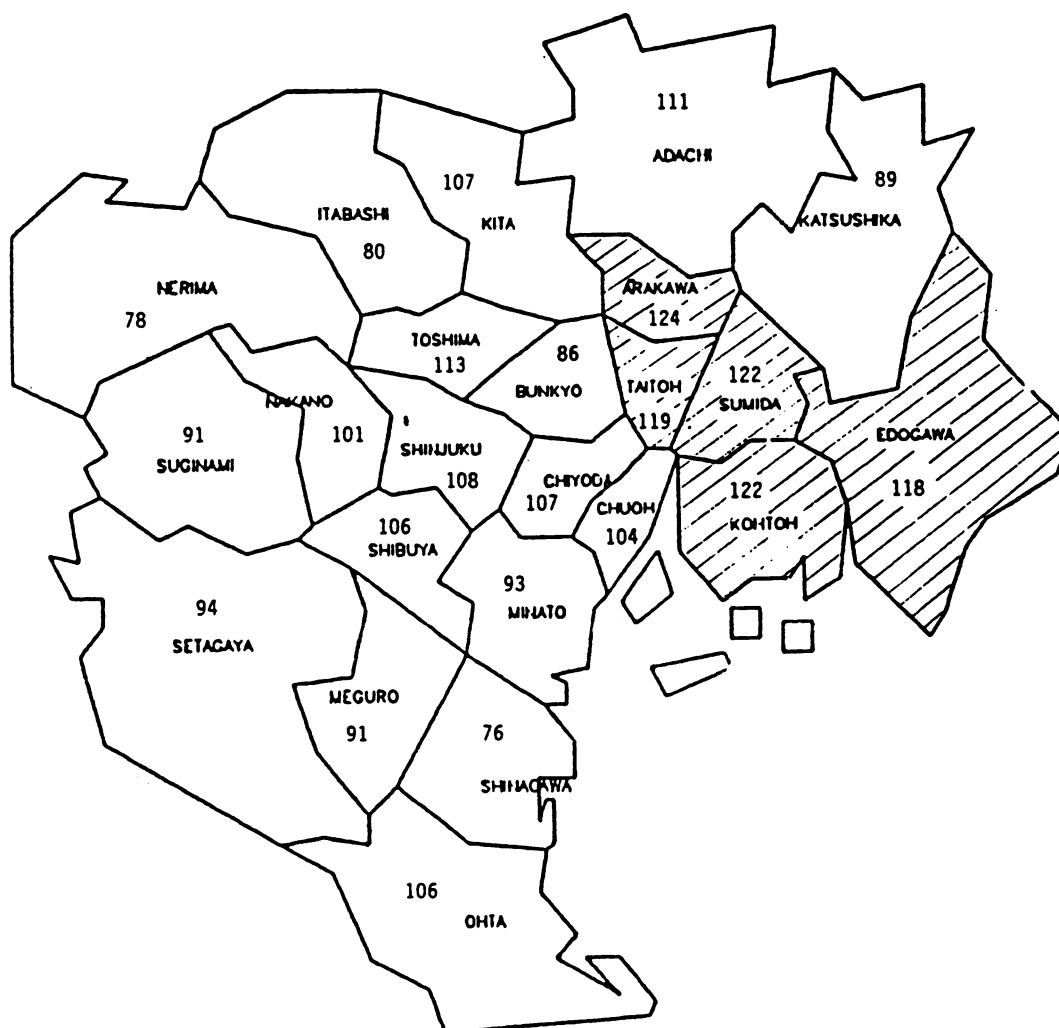 111
ADACHI
107
KITA
89
KATSUSHIKA
ITABASHI
80
NERIMA
78
ARAKAWA
124
TOSHIMA
113
86
BUNKYO
TAITOH
119
122
SUMIDA
NAKANO
101
91
SUGINAMI
SHINJUKU
108
EDOGAWA
118
CHIYODA
107
CHUOH
104
122
KOHTOH
106
SHIBUYA
93
MINATO
94
SETAGAYA
MEGURO
91
76
SHINAGAWA
106
OHTA